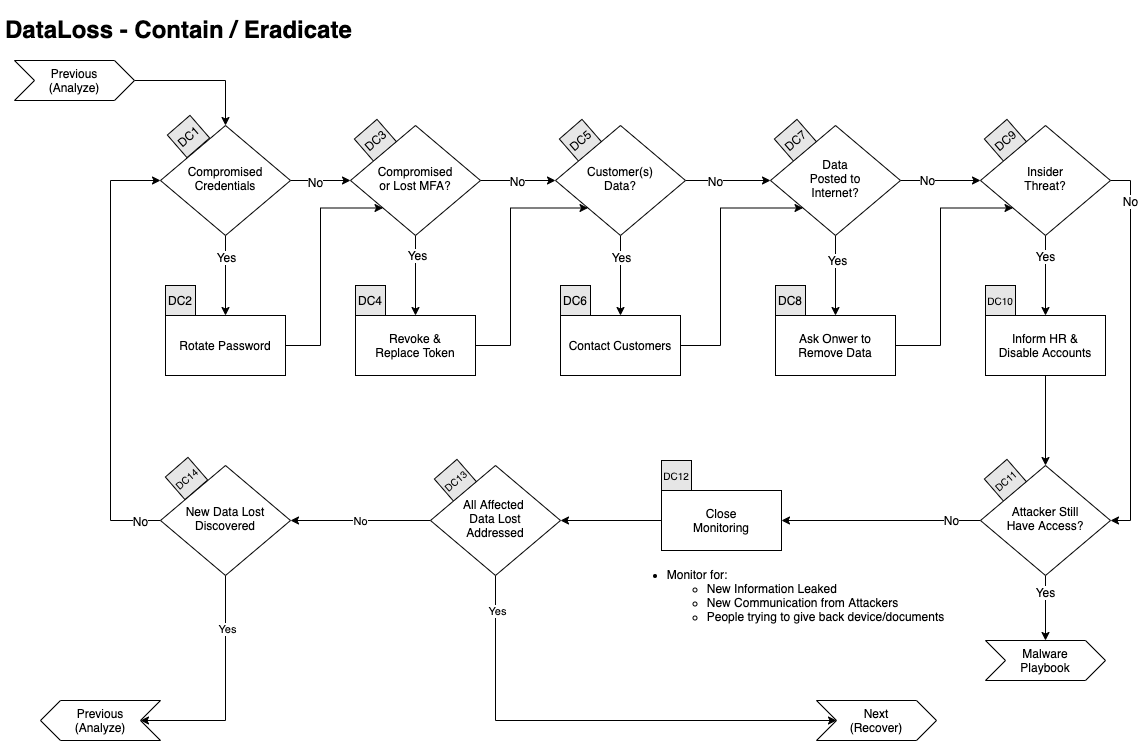 DataLoss - Contain / Eradicate
Previous
(Analyze)
DC1
Compromised
Credentials
No
DC3
Compromised
or Lost MFA?
No
DC5
Customer(s)
Data?
No
DC7
Data
Posted to
Internet?
No
DC9
Insider
Threat?
No
Yes
Yes
Yes
Yes
Yes
DC2
Rotate Password
DC4
Revoke &
Replace Token
DC6
Contact Customers
DC8
Ask Onwer to
Remove Data
DC10
Inform HR &
Disable Accounts
DC14
New Data Lost
Discovered
No
No
DC13
All Affected
Data Lost
Addressed
DC12
Close
Monitoring
No
DC11
Attacker Still
Have Access?
• Monitor for:
○ New Information Leaked
○ New Communication from Attackers
○ People trying to give back device/documents
Yes
Yes
Yes
Malware
Playbook
Previous
(Analyze)
Next
(Recover)